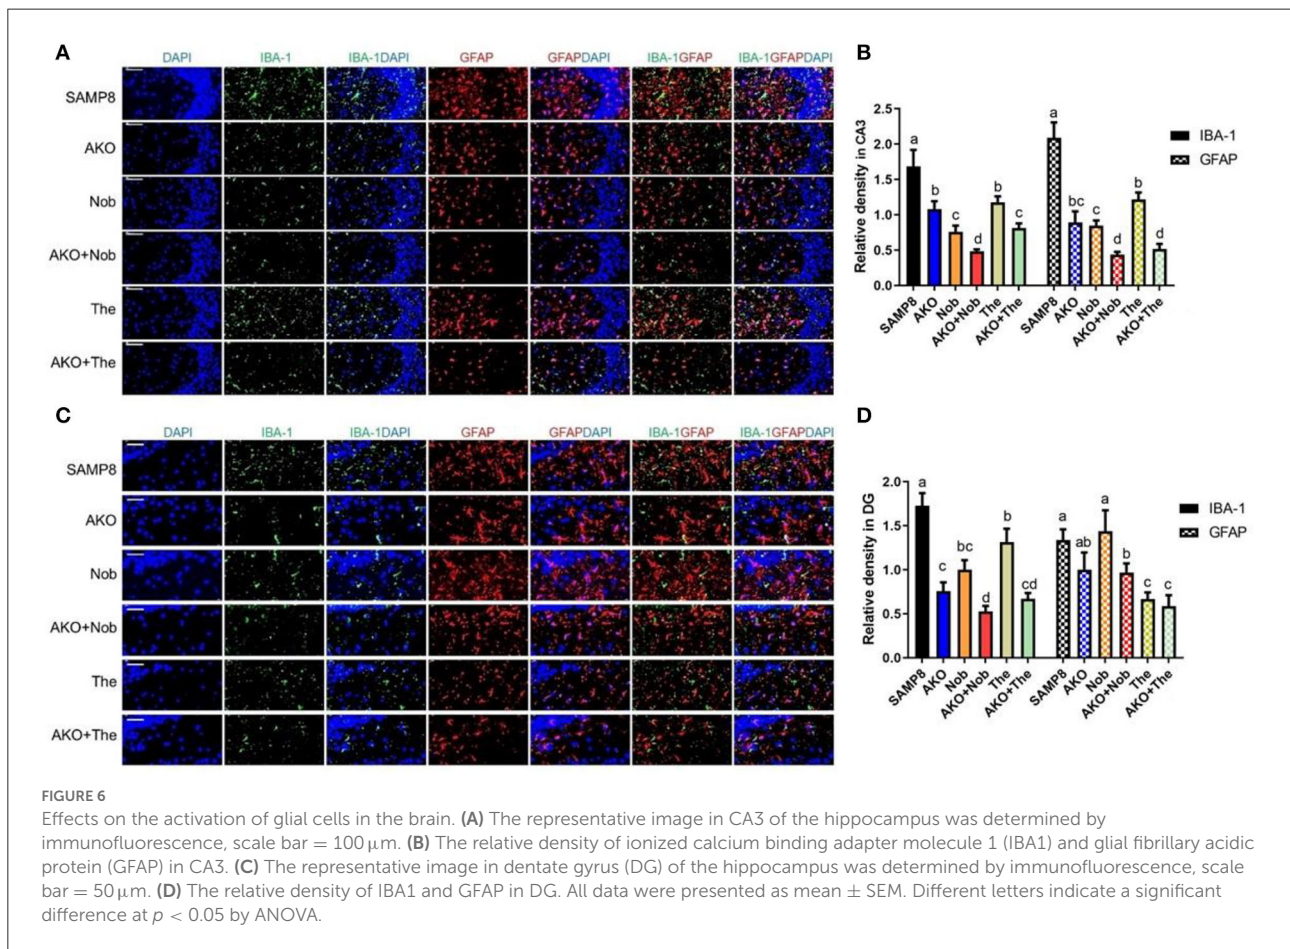 A
DAPI IBA-1 IBA-1DAPI GFAP GFAPDAPI IBA-1GFAP IBA-1GFAPDAPI
SAMP8
AKO
Nob
AKO+Nob
The
AKO+The
B
Relative density in CA3
2.5
2.0
1.5
1.0
0.5
0.0
a b c d b c a bc c d b d
SAMP8 AKO Nob AKO+Nob The AKO+The SAMP8 AKO Nob AKO+Nob The AKO+The
IBA-1
GFAP
C
DAPI IBA-1 IBA-1DAPI GFAP GFAPDAPI IBA-1GFAP IBA-1GFAPDAPI
SAMP8
AKO
Nob
AKO+Nob
The
AKO+The
D
Relative density in DG
2.0
1.5
1.0
0.5
0.0
a c bc d b cd a ab a b c c
SAMP8 AKO Nob AKO+Nob The AKO+The SAMP8 AKO Nob AKO+Nob The AKO+The
IBA-1
GFAP
FIGURE 6
Effects on the activation of glial cells in the brain. (A) The representative image in CA3 of the hippocampus was determined by
immunofluorescence, scale bar = 100 μm. (B) The relative density of ionized calcium binding adapter molecule 1 (IBA1) and glial fibrillary acidic
protein (GFAP) in CA3. (C) The representative image in dentate gyrus (DG) of the hippocampus was determined by immunofluorescence, scale
bar = 50 μm. (D) The relative density of IBA1 and GFAP in DG. All data were presented as mean ± SEM. Different letters indicate a significant
difference at p < 0.05 by ANOVA.